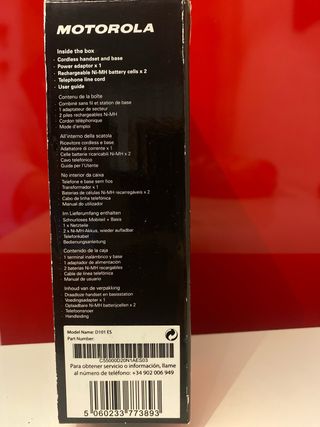 MOTOROLA
Inside the box
· Cordless handset and base
· Power adaptor x 1
· Rechargeable Ni-MH battery cells x 2
· Telephone line cord
· User guide
Contenu de la boîte
Combiné sans fil et station de base
1 adaptateur de secteur
2 piles rechargeables Ni-MH
Cordon téléphonique
Mode d'emploi
All'interno della scatola
· Ricevitore cordless e base
· Adattatore di corrente x 1
· Celle batterie ricaricabili Ni-MH x 2
· Cavo telefonico
· Guida per l'Utente
No interior da caixa
· Telefone e base sem fios
· Transformador x 1
· Baterias de células Ni-MH recarregáveis x 2
· Cabo de linha telefónica
· Manual do utilizador
Im Lieferumfang enthalten
· Schnurloses Mobilteil + Basis
· 1 x Netzteile
· 2 x Ni-MH-Akkus, wieder aufladbar
· Telefonkabel
· Bedienungsanleitung
Contenido de la caja
· 1 terminal inalámbrico y base
· 1 adaptador de alimentación
· 2 baterías Ni-MH recargables
· Cable de línea telefónica
· Manual de usuario
Inhoud van de verpakking
· Draadloze handset en basisstation
· Voedingsadapter x 1
· Oplaadbare Ni-MH batterijcellen x 2
· Telefoonsnoer
· Handleiding
Model Name: D101 ES
Part Number:
C55000D20N1AES03
Para obtener servicio o información, llame
al número de teléfono: +34 902 006 949
5 060233 773893